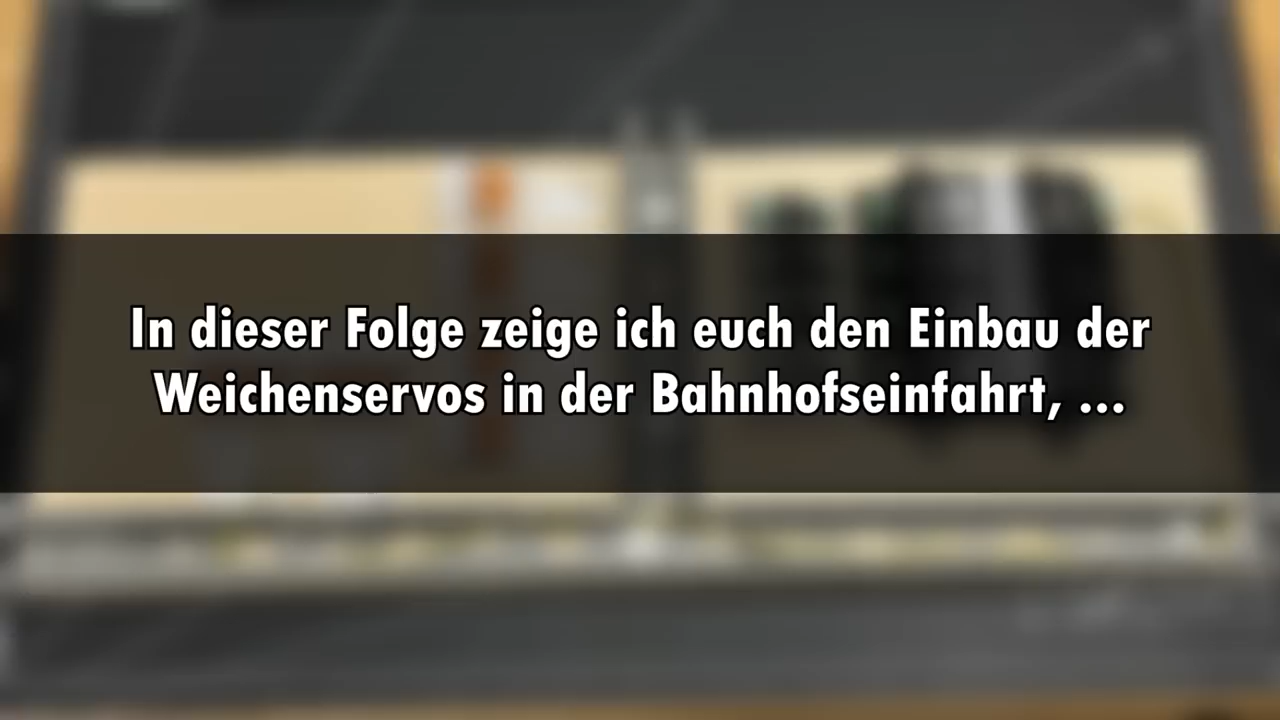 In dieser Folge zeige ich euch den Einbau der
Weichenservos in der Bahnhofseinfahrt, ...